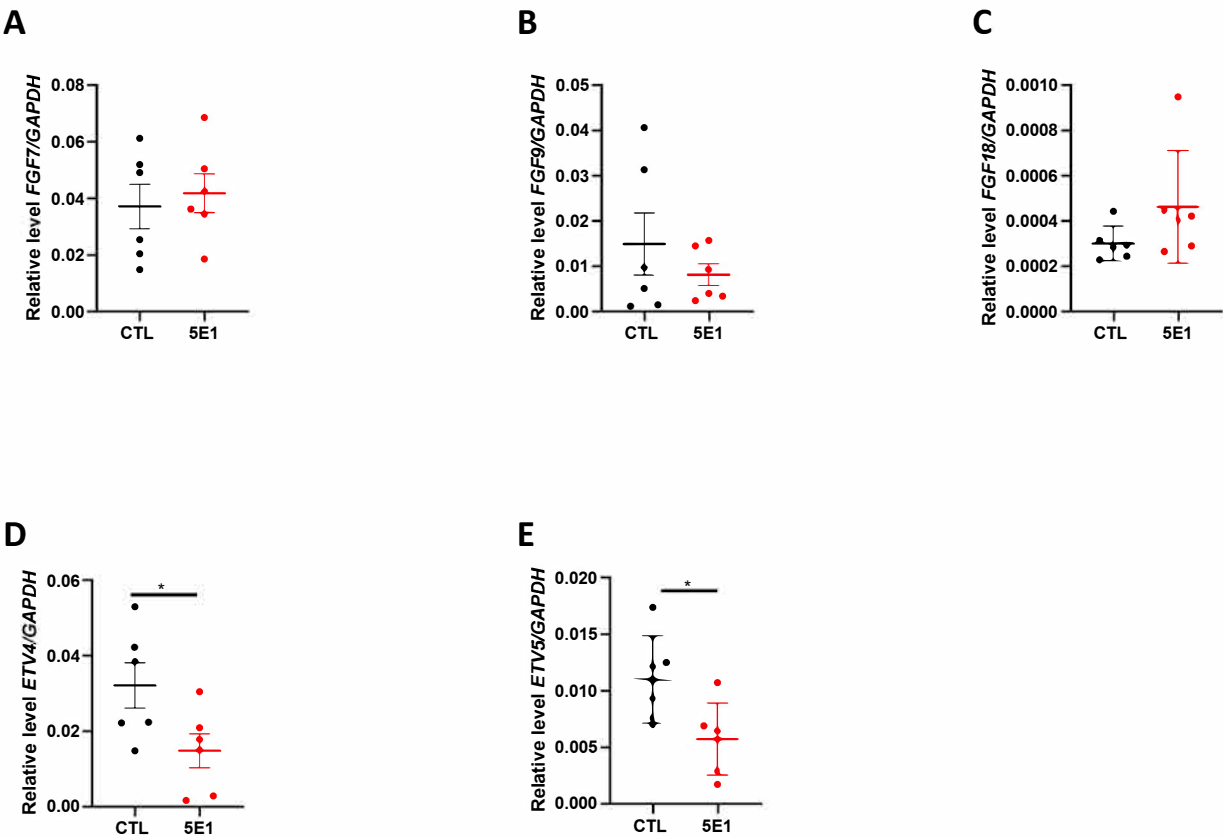 A
B
C
Relative level FGF7/GAPDH
0.08
0.06
0.04
0.02
0.00
CTL 5E1
Relative level FGF9/GAPDH
0.05
0.04
0.03
0.02
0.01
0.00
CTL 5E1
Relative level FGF18/GAPDH
0.0010
0.0008
0.0006
0.0004
0.0002
0.0000
CTL 5E1
D
E
Relative level ETV4/GAPDH
0.06
0.04
0.02
0.00
*
CTL 5E1
Relative level ETV5/GAPDH
0.020
0.015
0.010
0.005
0.000
*
CTL 5E1